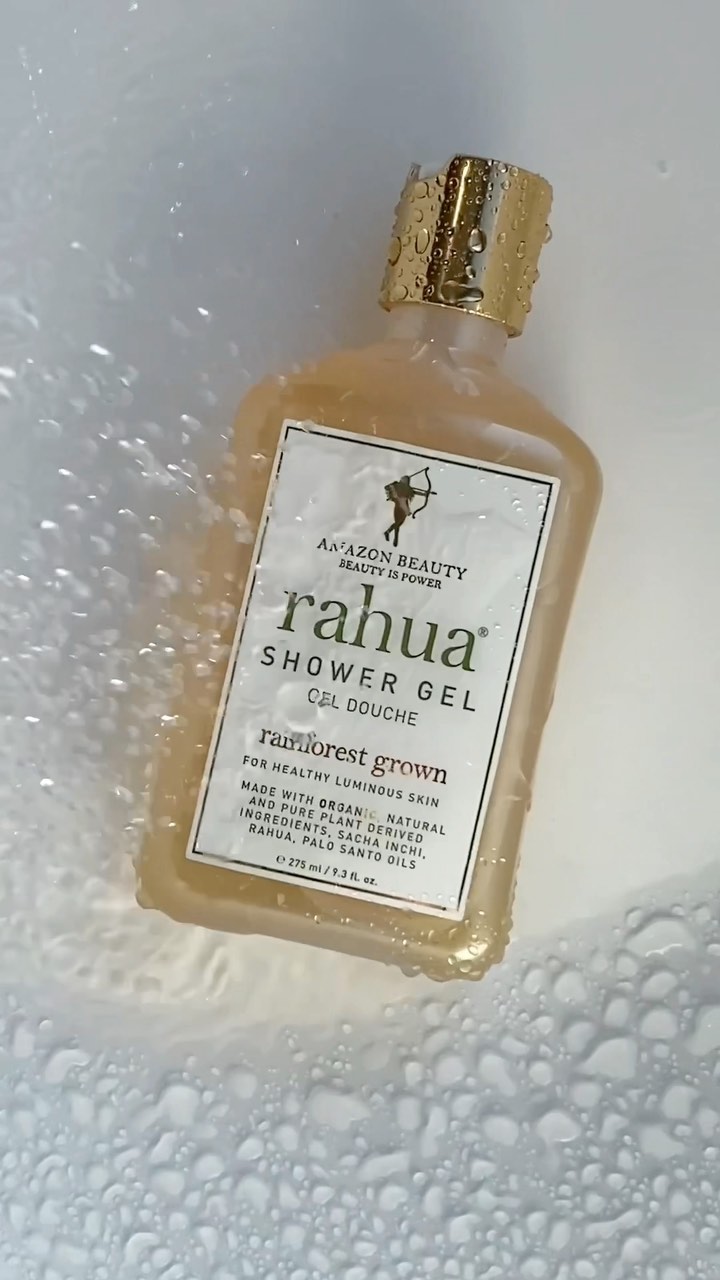 AMAZON BEAUTY
BEAUTY IS POWER
rahua®
SHOWER GEL
GEL DOUCHE
rainforest grown
FOR HEALTHY LUMINOUS SKIN
MADE WITH ORGANIC, NATURAL
AND PURE PLANT DERIVED
INGREDIENTS, SACHA INCHI,
RAHUA, PALO SANTO OILS
℮ 275 ml / 9.3 fl. oz.